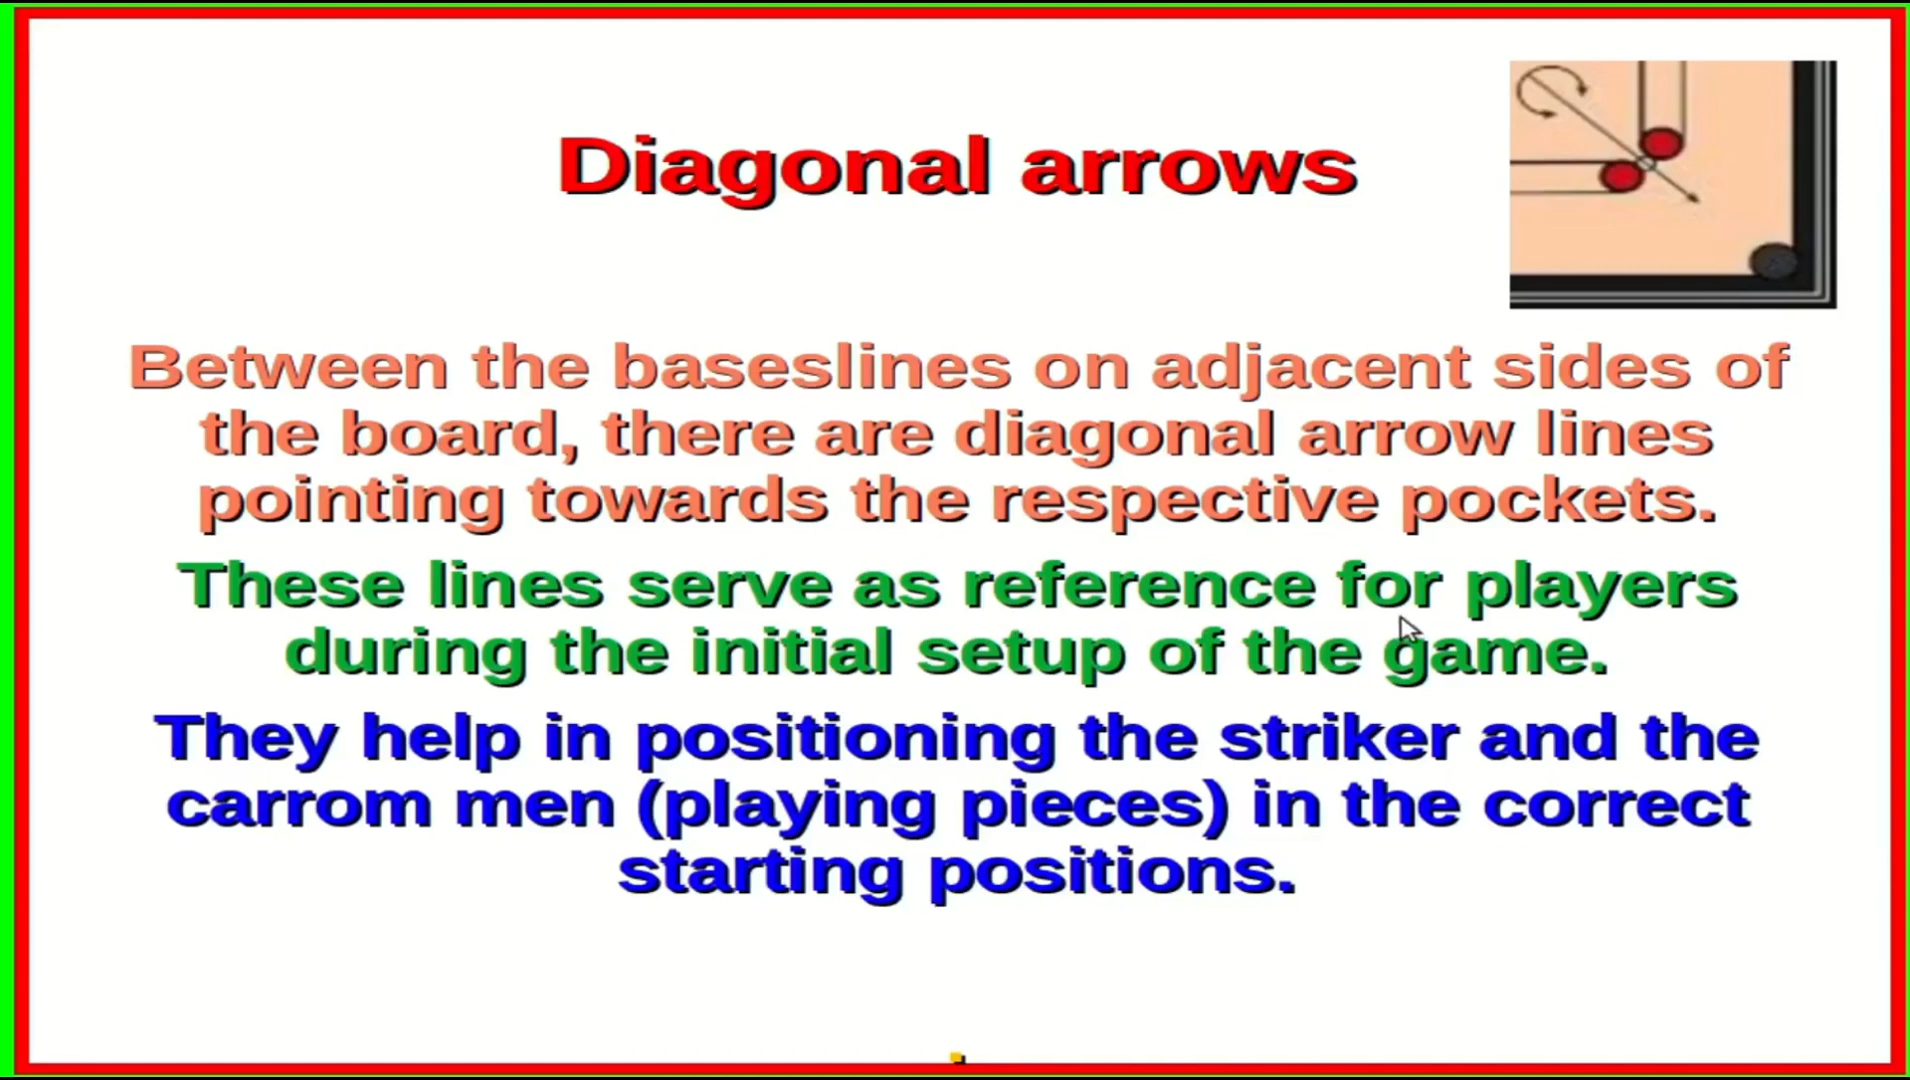 Diagonal arrows
Between the baseslines on adjacent sides of
the board, there are diagonal arrow lines
pointing towards the respective pockets.
These lines serve as reference for players
during the initial setup of the game.
They help in positioning the striker and the
carrom men (playing pieces) in the correct
starting positions.